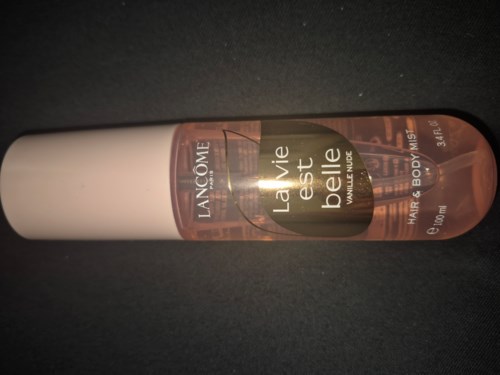 LANCÔME
PARIS
La vie
est
belle
VANILLE NUDE
HAIR & BODY MIST
℮ 100 ml 3.4 FL. OZ